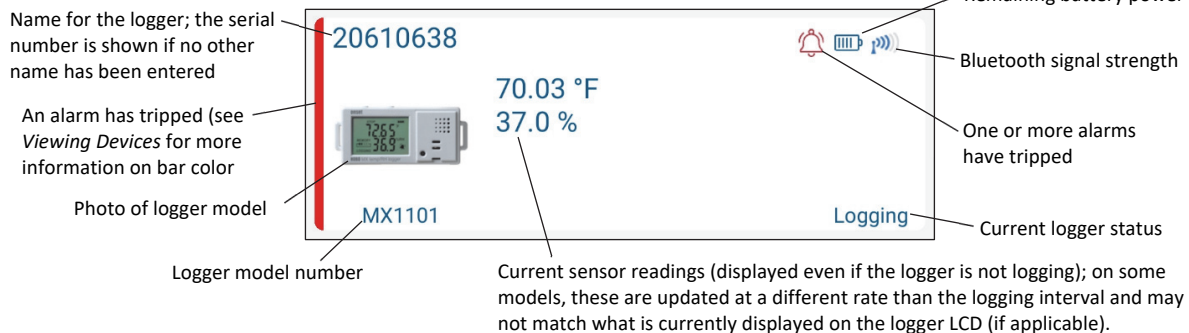 Remaining battery power
Name for the logger; the serial
number is shown if no other
name has been entered
20610638
Bluetooth signal strength
An alarm has tripped (see
Viewing Devices for more
information on bar color
70.03 °F
37.0 %
72.65
36.9
One or more alarms
have tripped
Photo of logger model
MX1101
Logging
Current logger status
Logger model number
Current sensor readings (displayed even if the logger is not logging); on some
models, these are updated at a different rate than the logging interval and may
not match what is currently displayed on the logger LCD (if applicable).